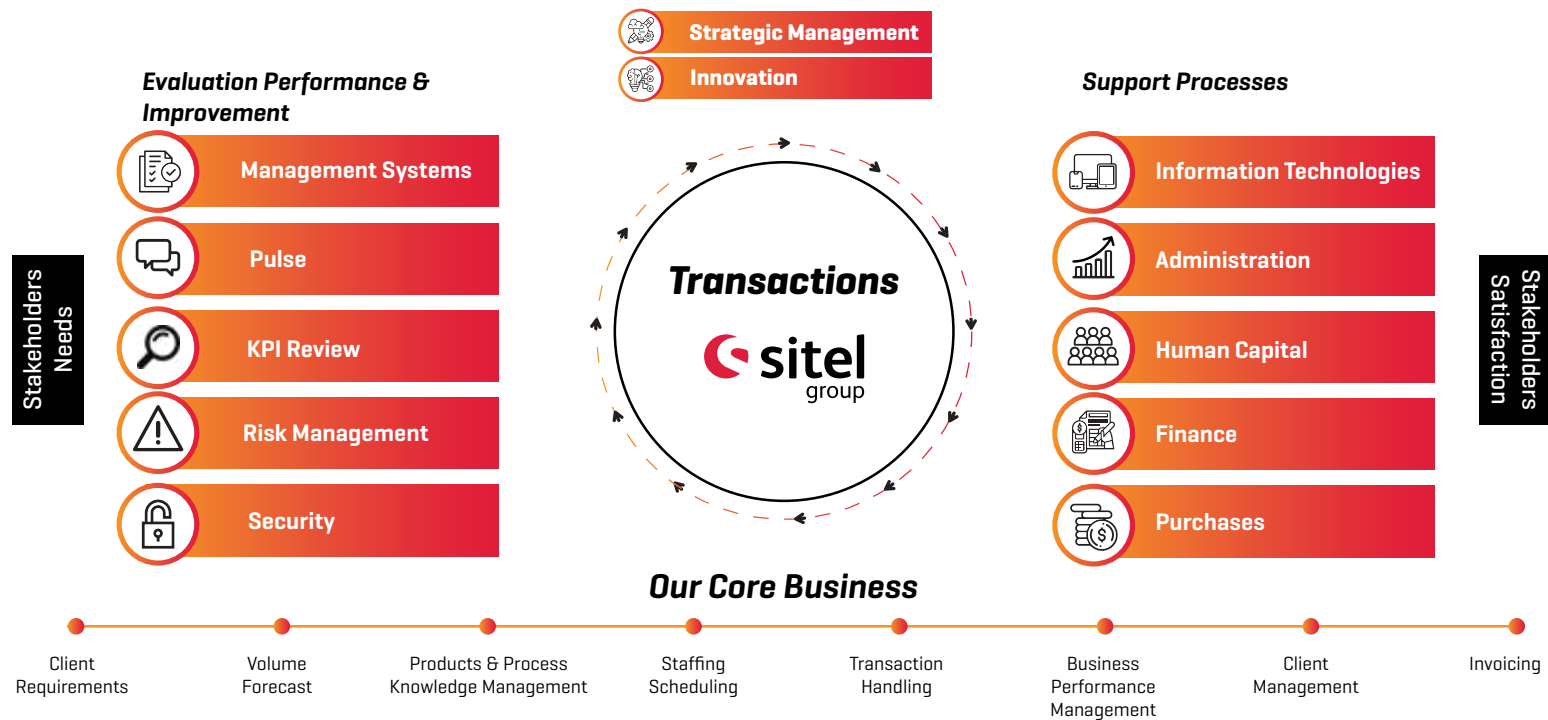 Strategic Management
Innovation
Evaluation Performance &
Improvement
Management Systems
Pulse
KPI Review
Risk Management
Security
Stakeholders
Needs
Transactions
sitel
group
Support Processes
Information Technologies
Administration
Human Capital
Finance
Purchases
Stakeholders
Satisfaction
Our Core Business
Client
Requirements
Volume
Forecast
Products & Process
Knowledge Management
Staffing
Scheduling
Transaction
Handling
Business
Performance
Management
Client
Management
Invoicing